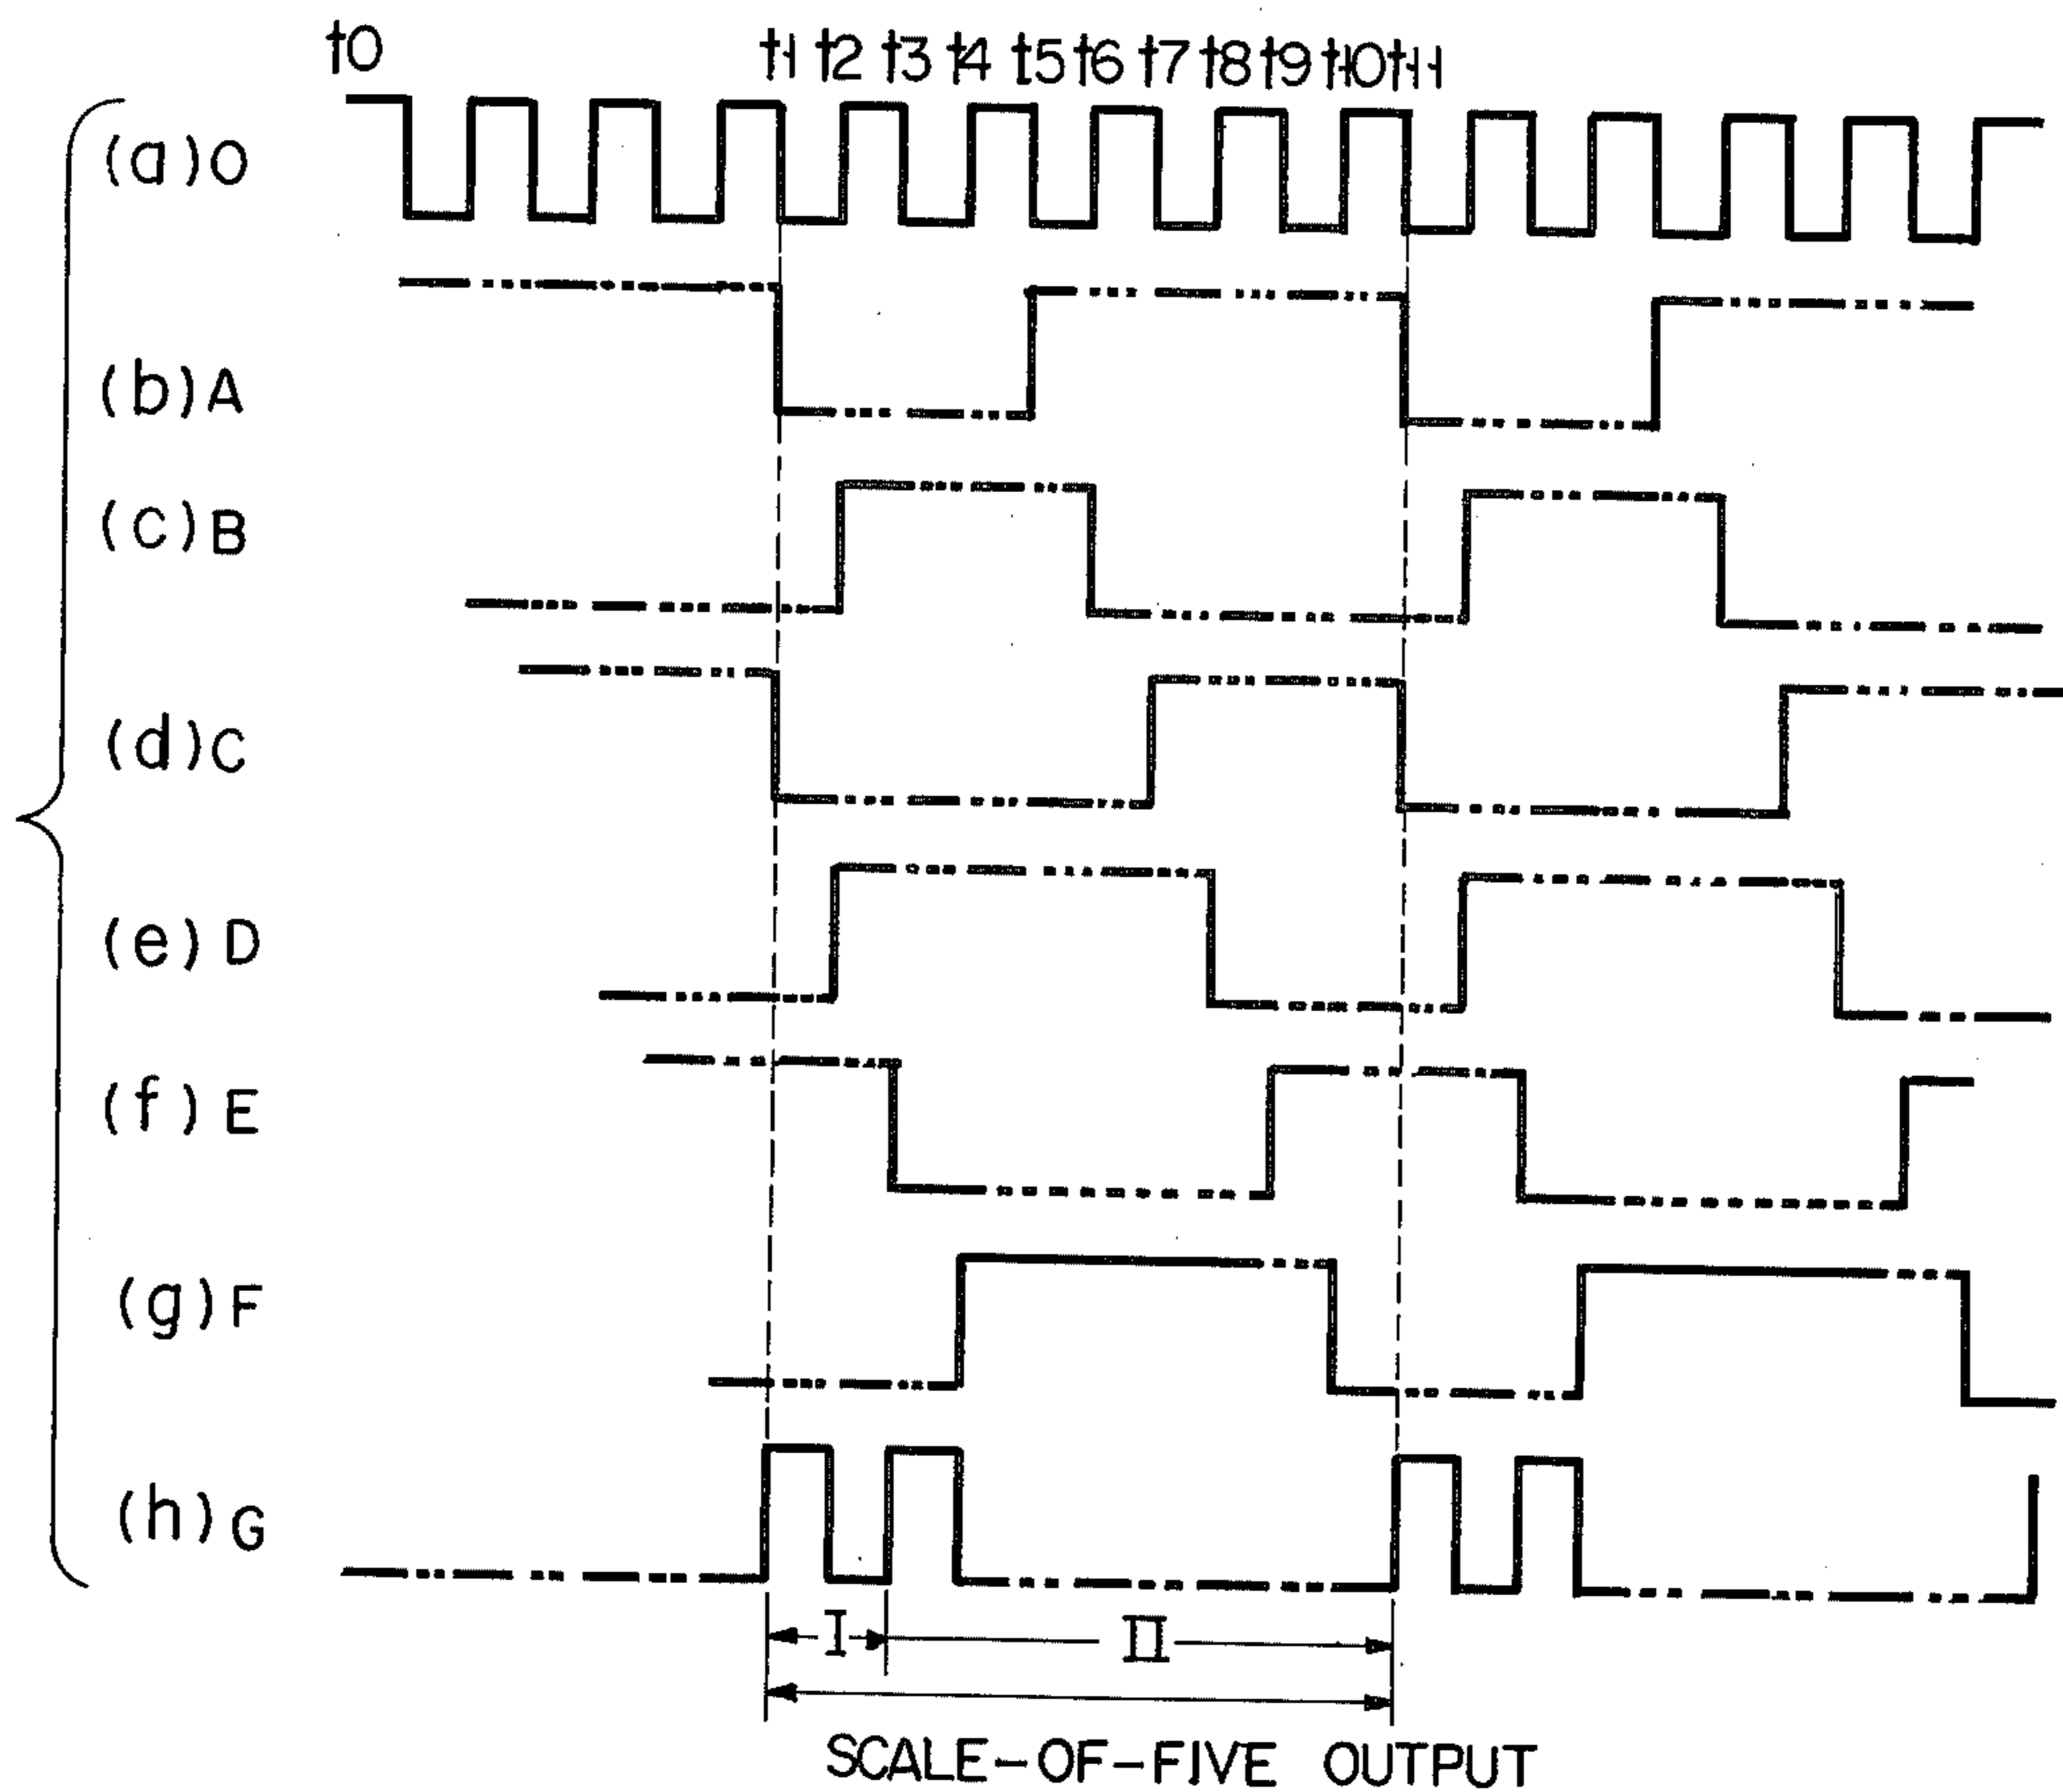 t0 t1 t2 t3 t4 t5 t6 t7 t8 t9 t10 t11
(a) O
(b) A
(c) B
(d) C
(e) D
(f) E
(g) F
(h) G
I II
SCALE-OF-FIVE OUTPUT